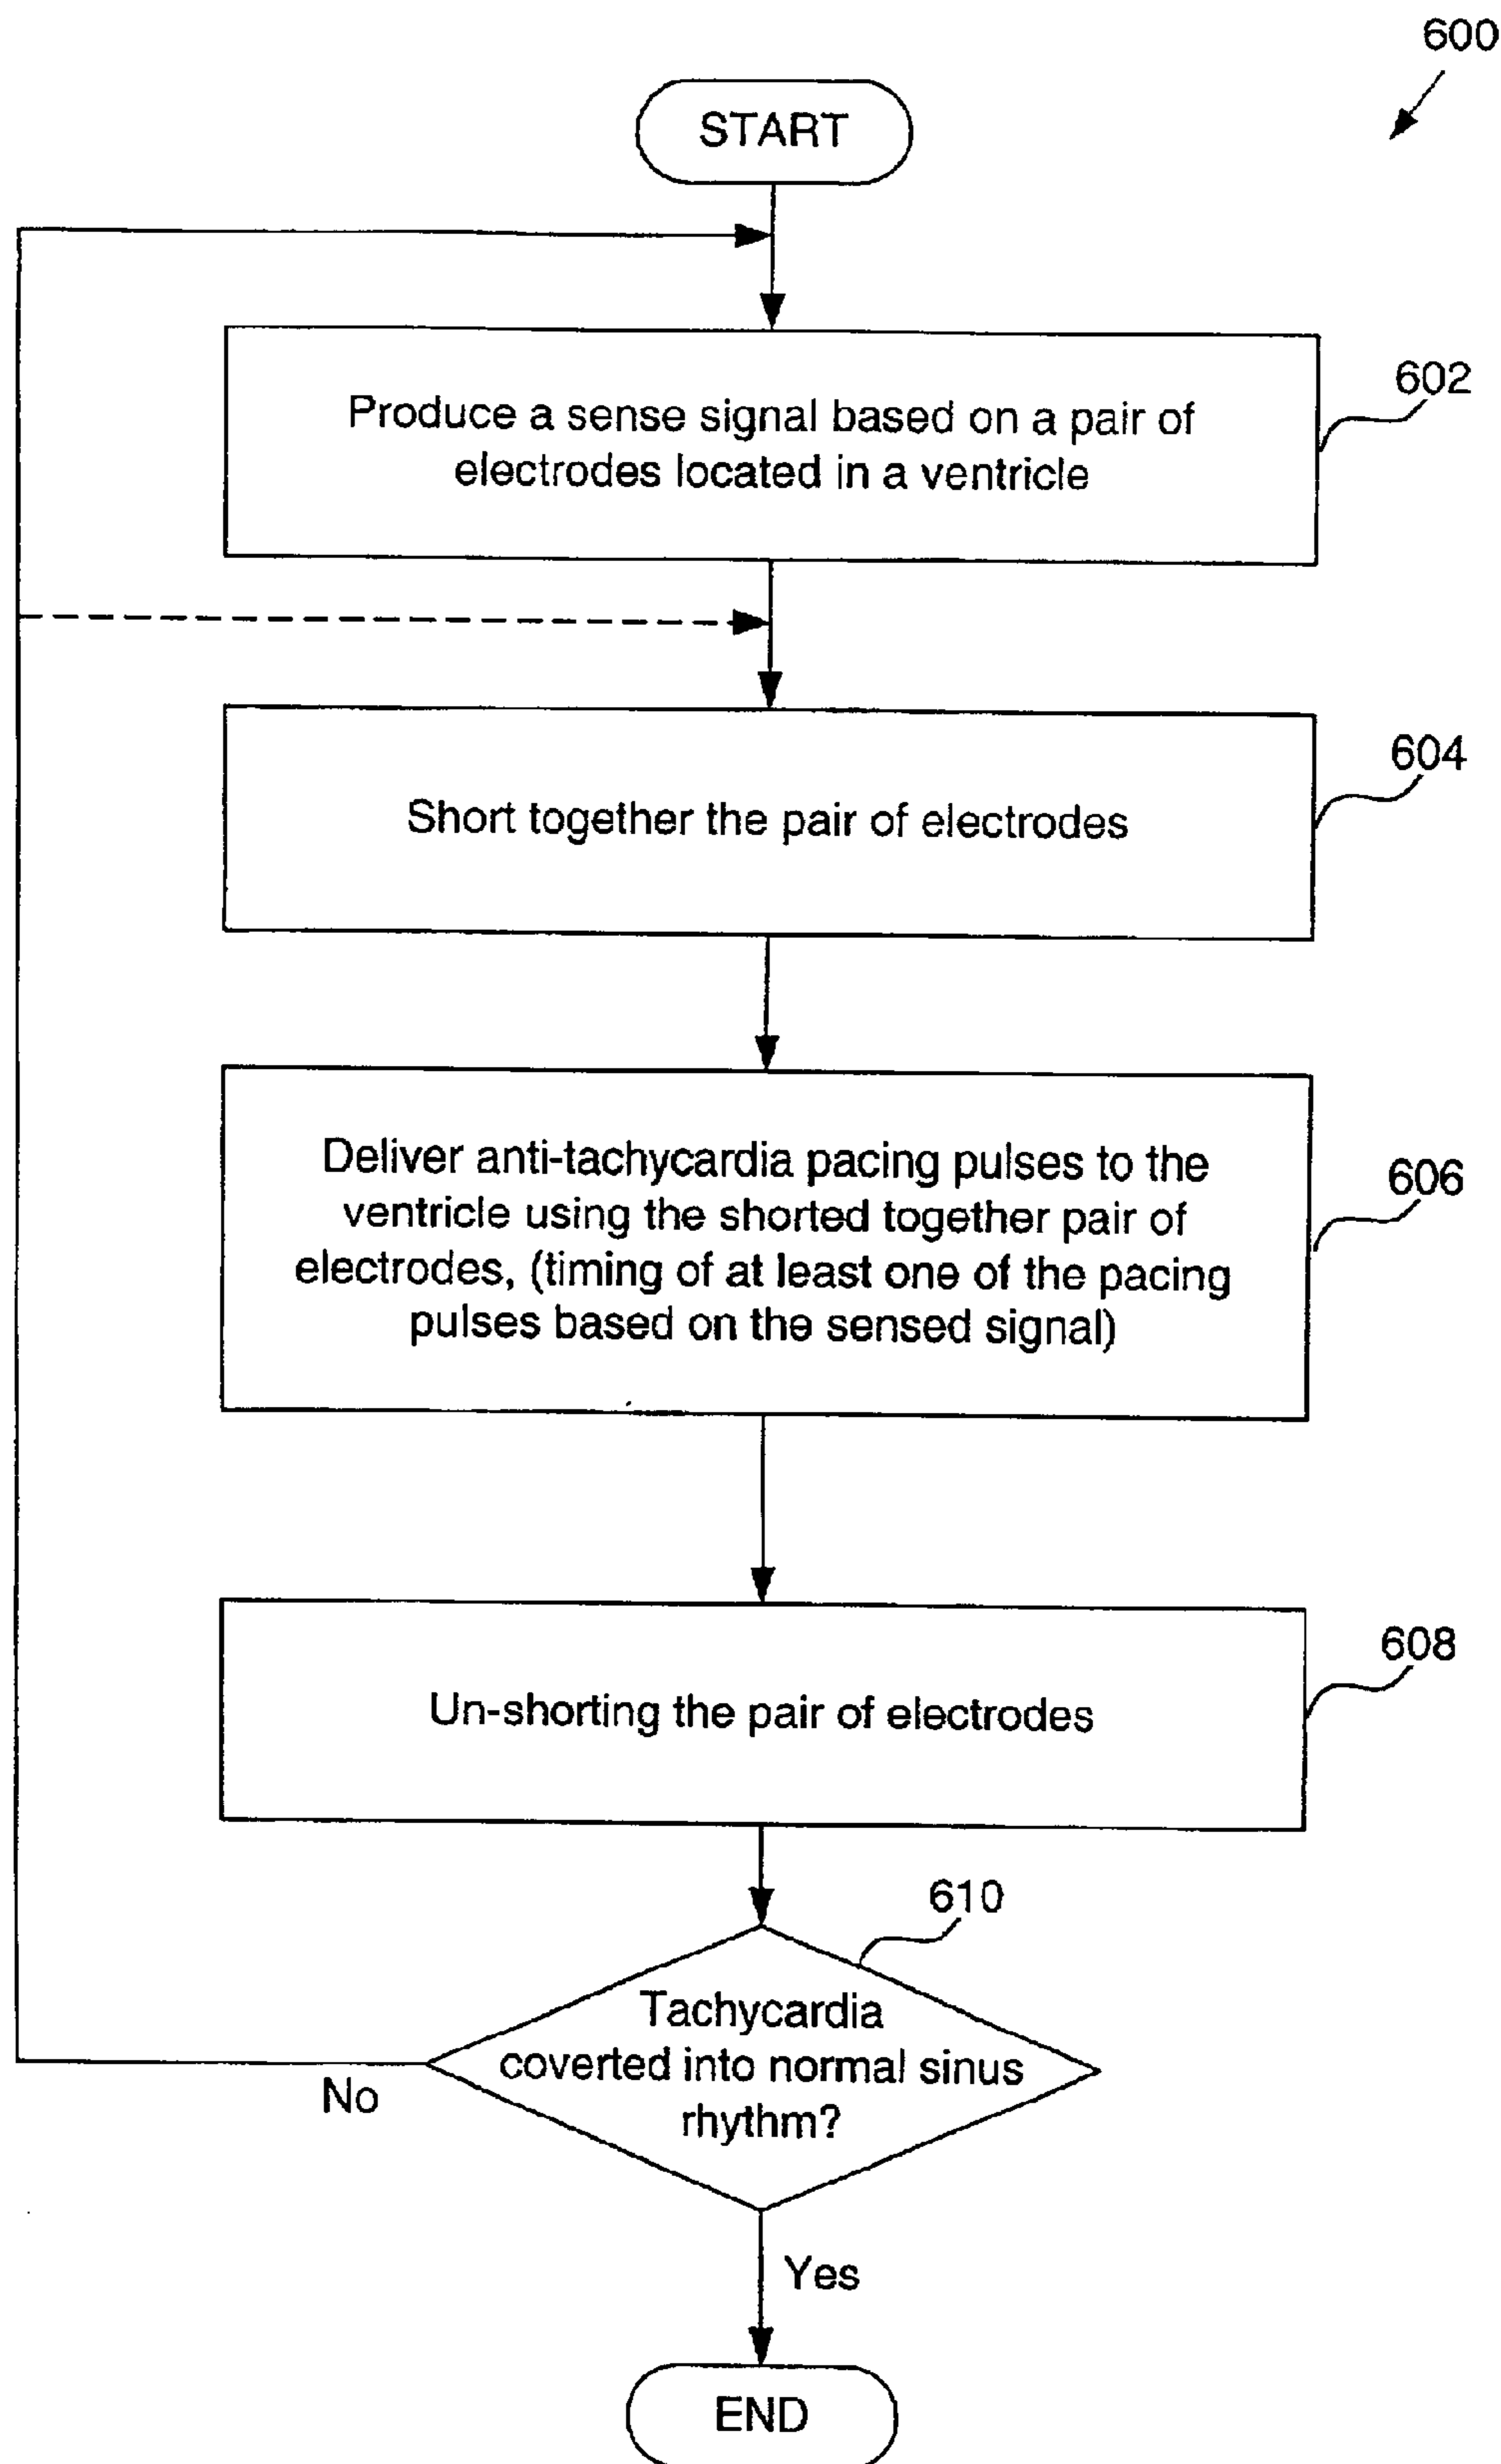 600
START
Produce a sense signal based on a pair of
electrodes located in a ventricle
602
Short together the pair of electrodes
604
Deliver anti-tachycardia pacing pulses to the
ventricle using the shorted together pair of
electrodes, (timing of at least one of the pacing
pulses based on the sensed signal)
606
Un-shorting the pair of electrodes
608
610
Tachycardia
coverted into normal sinus
rhythm?
No
Yes
END